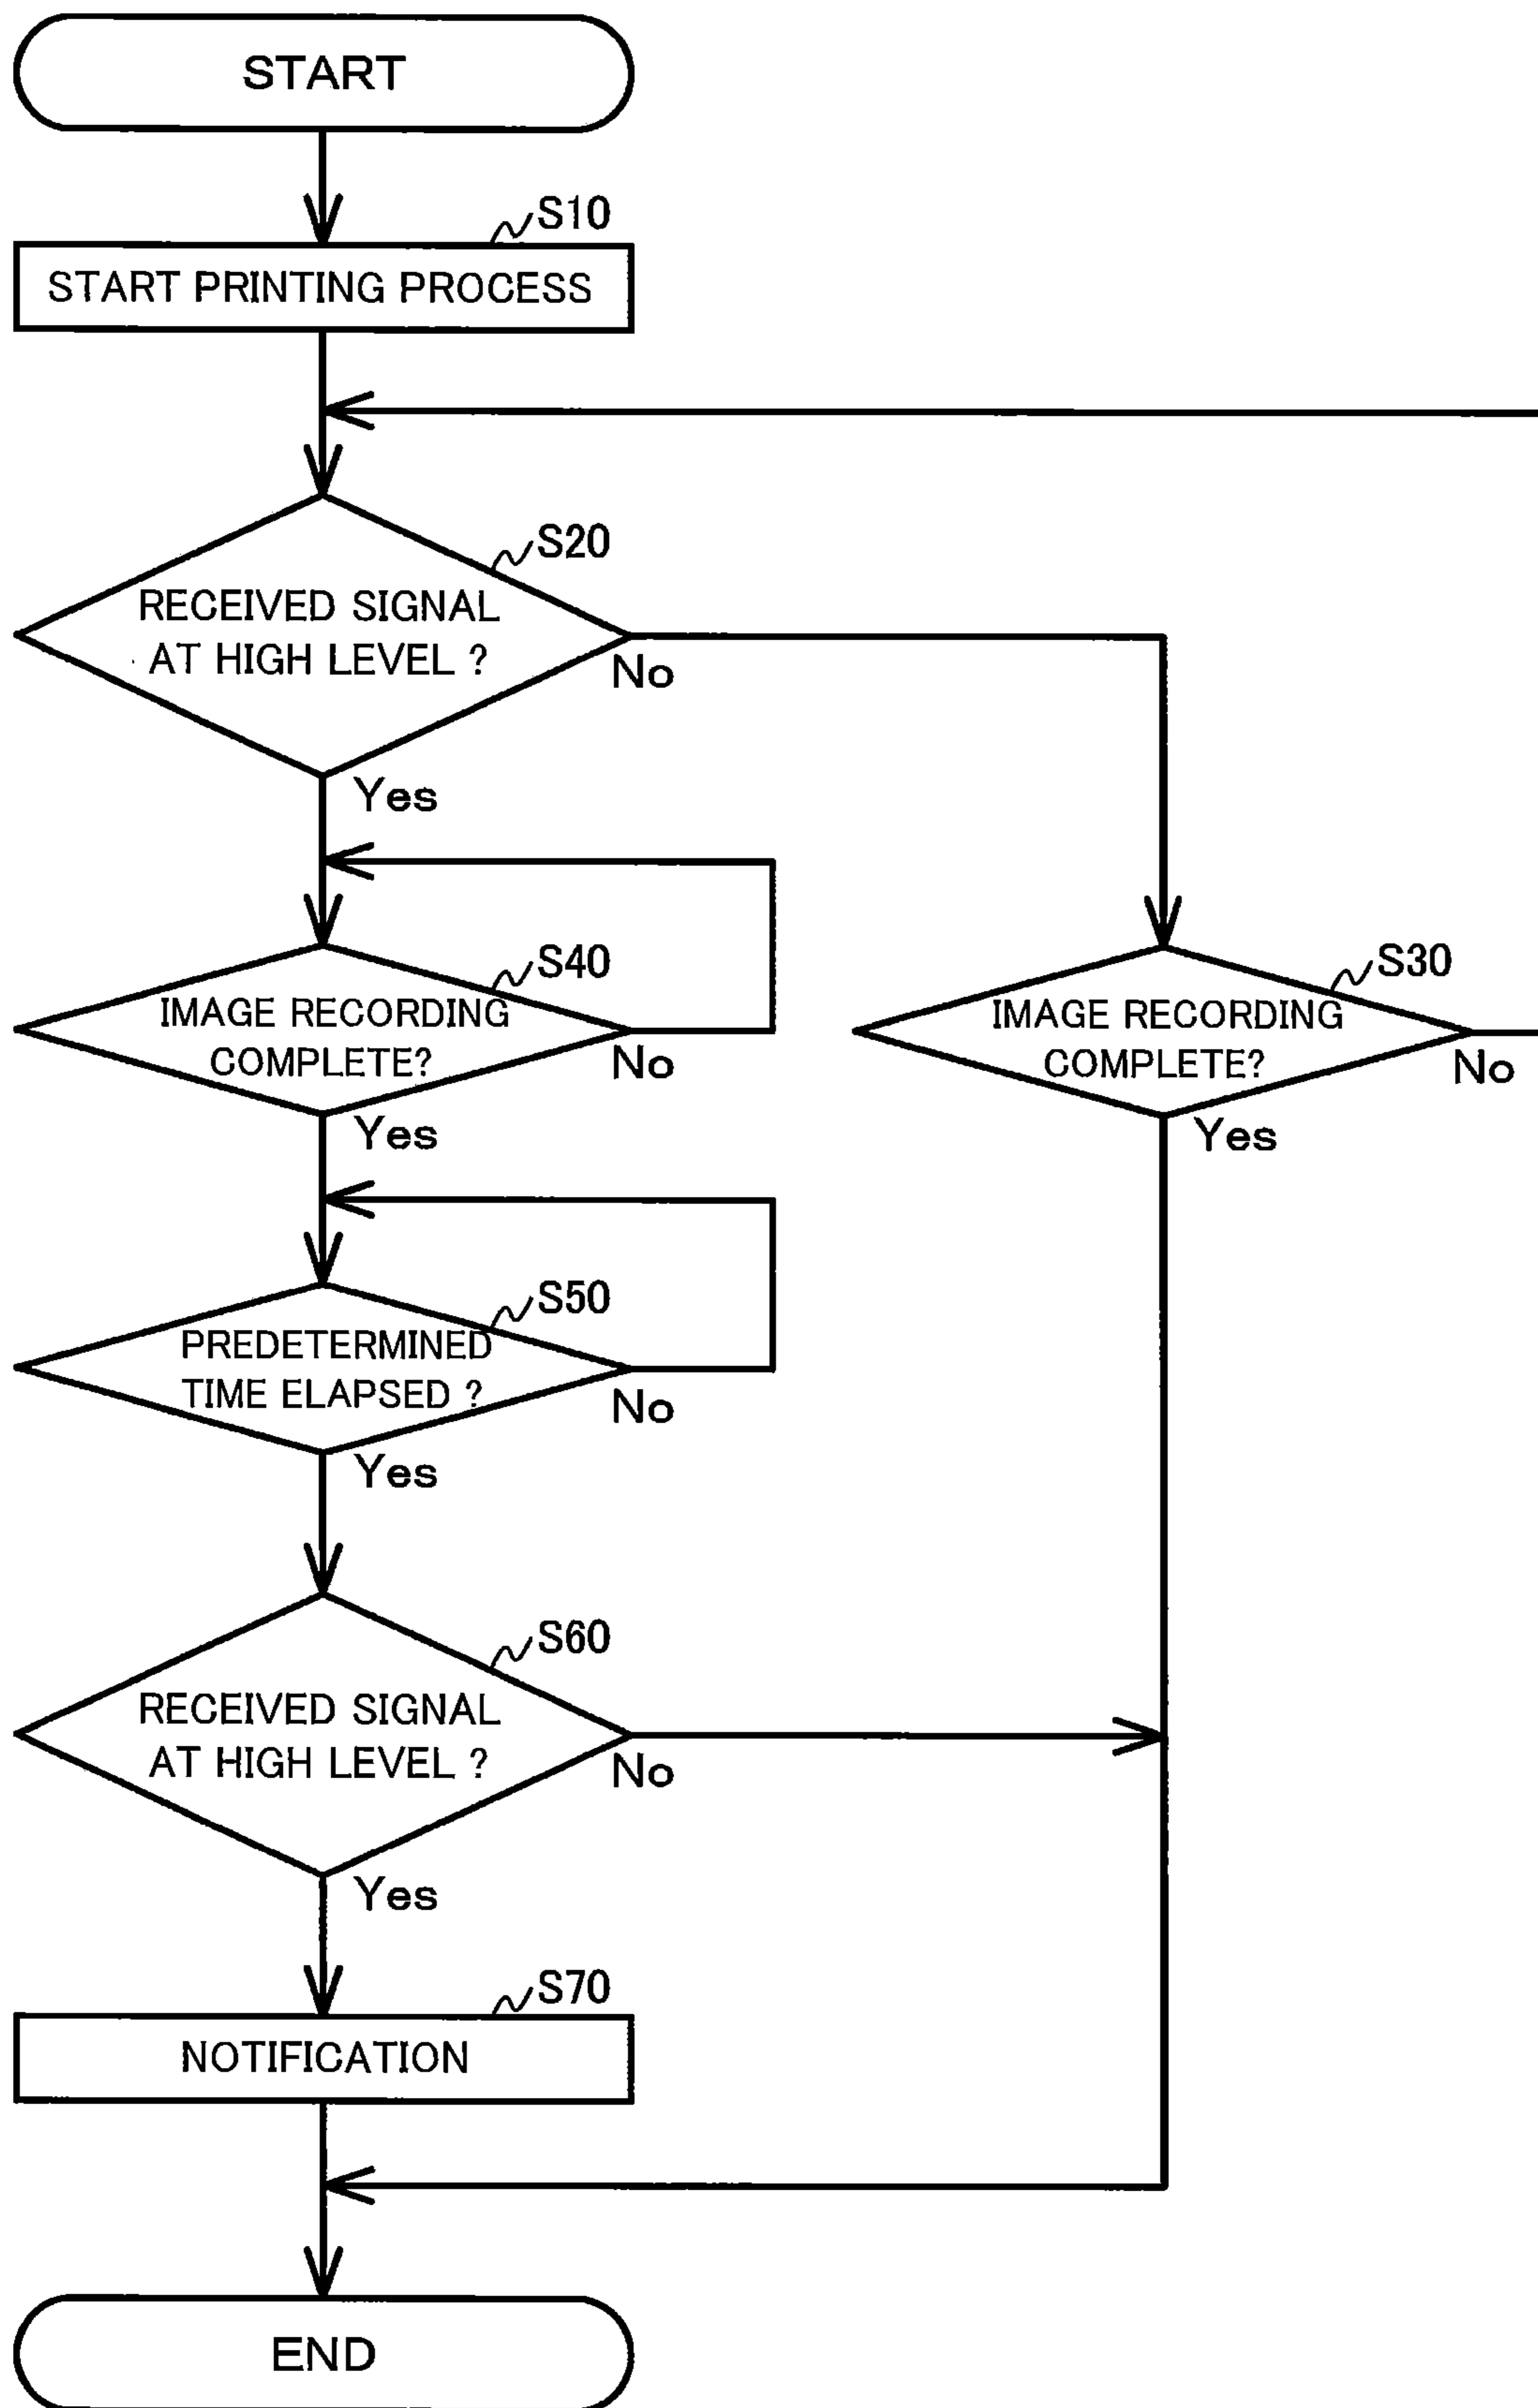 START
S10
START PRINTING PROCESS
S20
RECEIVED SIGNAL
AT HIGH LEVEL ?
No
Yes
S40
IMAGE RECORDING
COMPLETE?
No
Yes
S30
IMAGE RECORDING
COMPLETE?
No
Yes
S50
PREDETERMINED
TIME ELAPSED ?
No
Yes
S60
RECEIVED SIGNAL
AT HIGH LEVEL ?
No
Yes
S70
NOTIFICATION
END